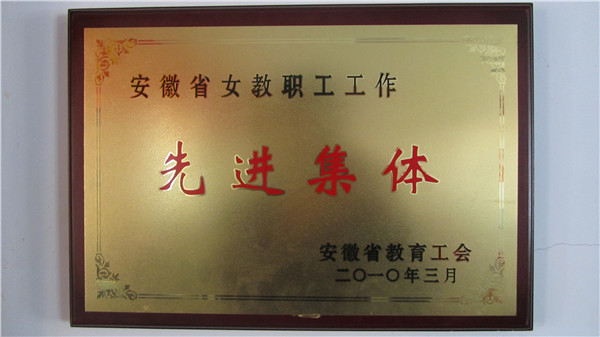 安徽省女教职工工作
先进集体
安徽省教育工会
二〇一〇年三月